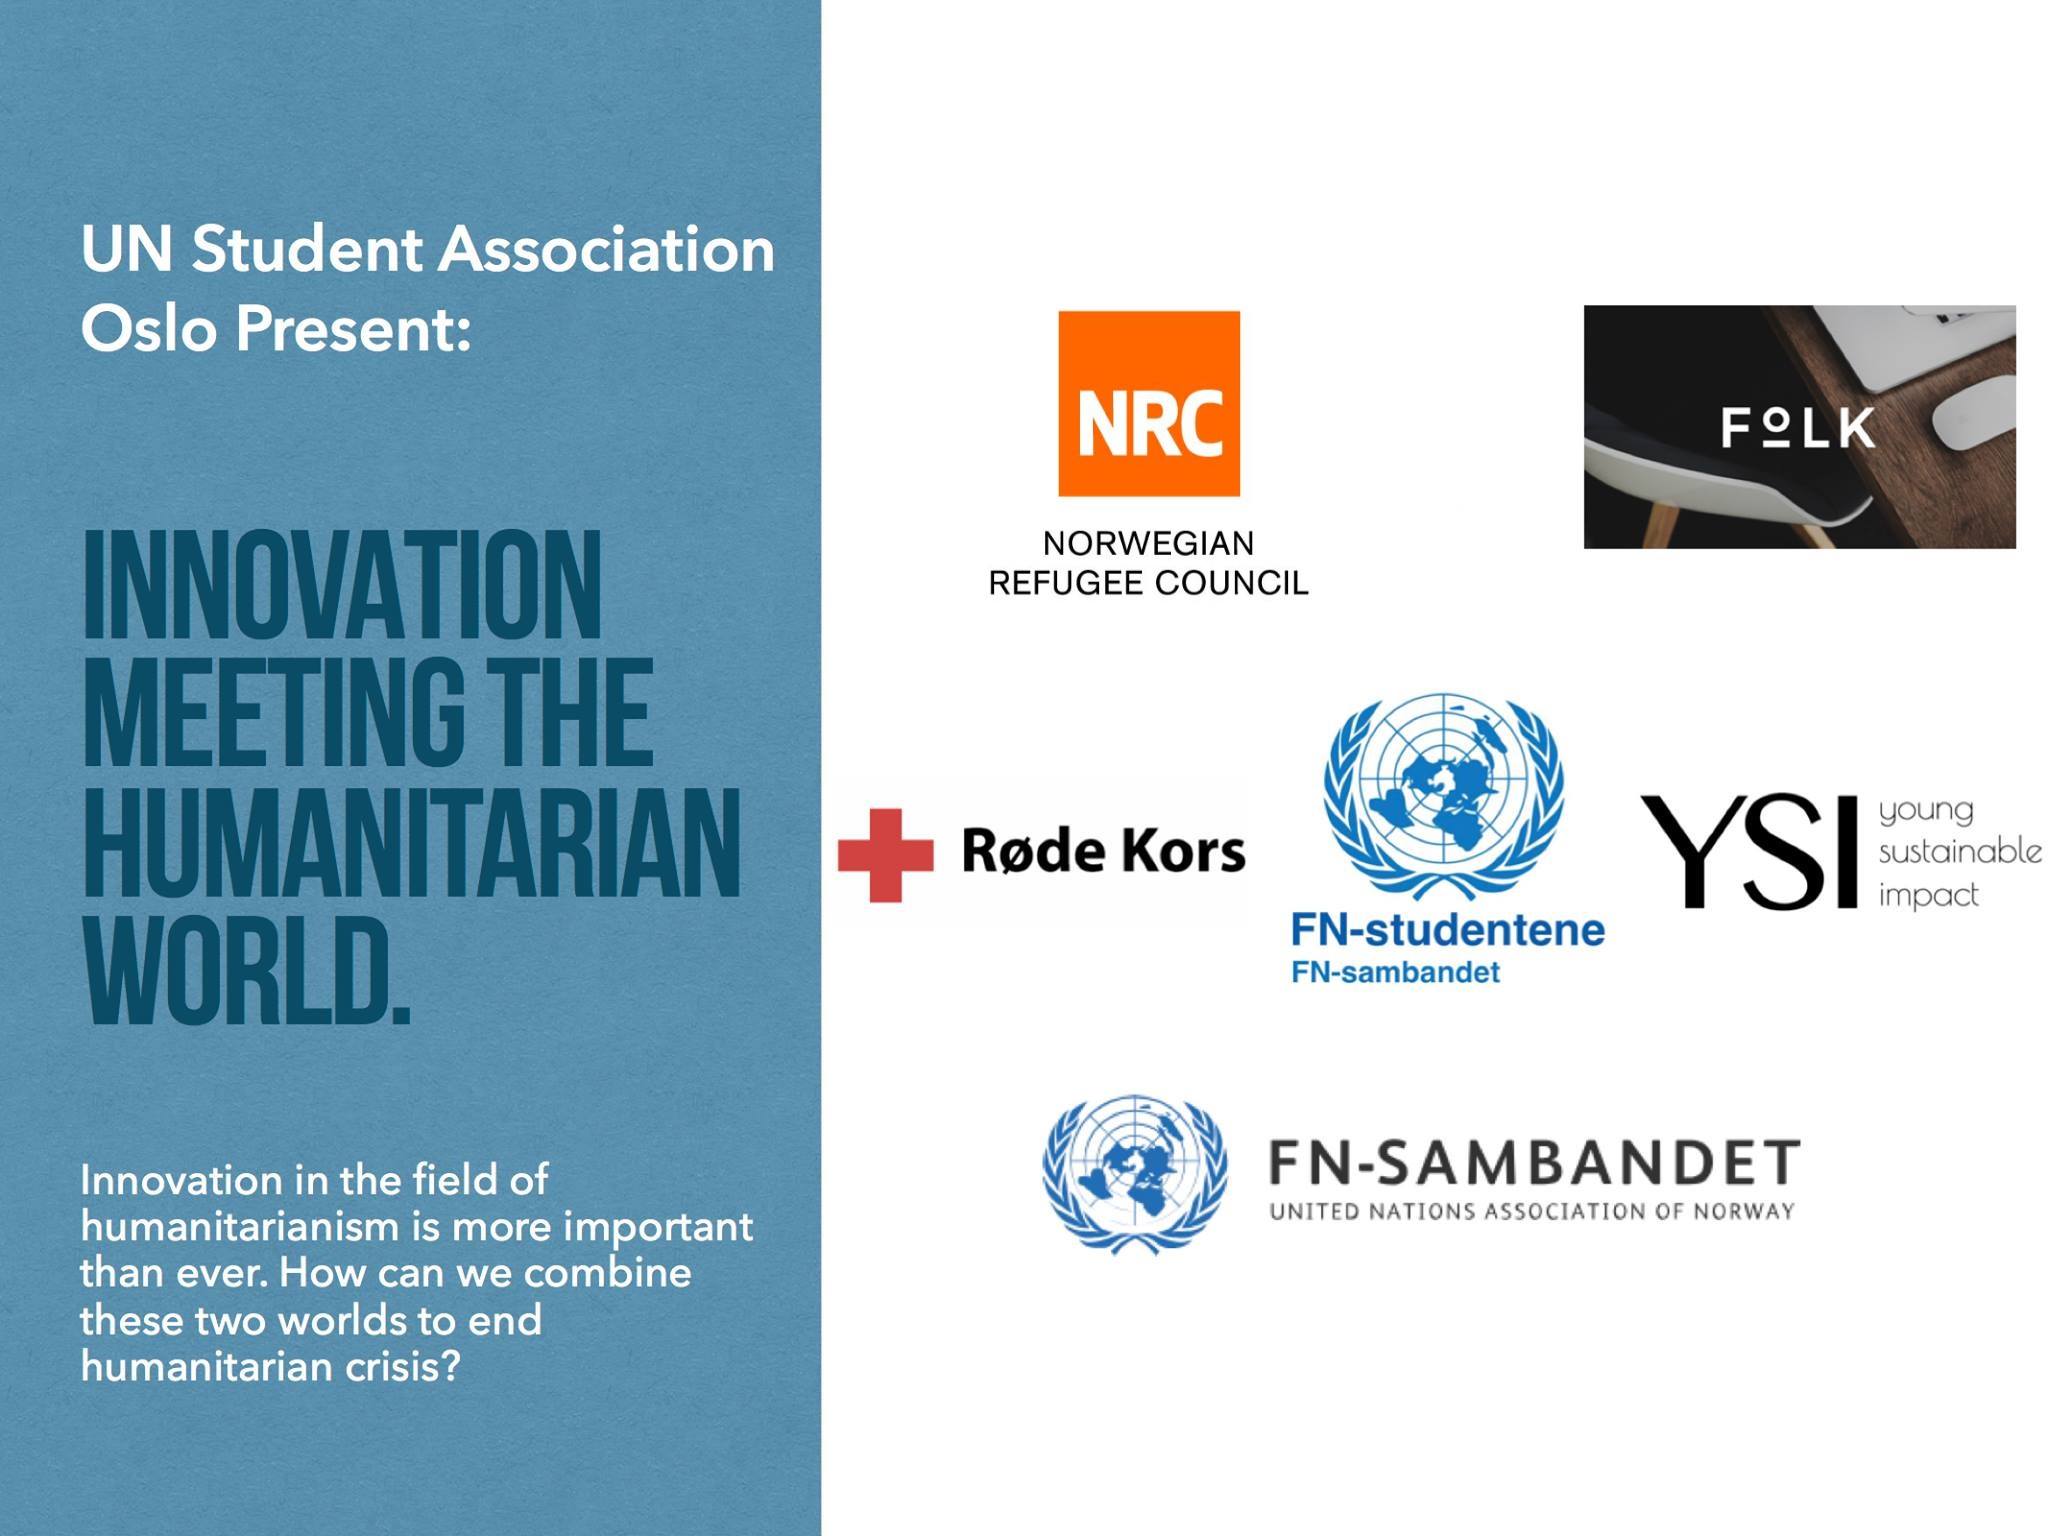 UN Student Association
Oslo Present:
INNOVATION
MEETING THE
HUMANITARIAN
WORLD.
Innovation in the field of
humanitarianism is more important
than ever. How can we combine
these two worlds to end
humanitarian crisis?
NRC
NORWEGIAN
REFUGEE COUNCIL
FOLK
Røde Kors
FN-studentene
FN-sambandet
YSI
young
sustainable
impact
FN-SAMBANDET
UNITED NATIONS ASSOCIATION OF NORWAY